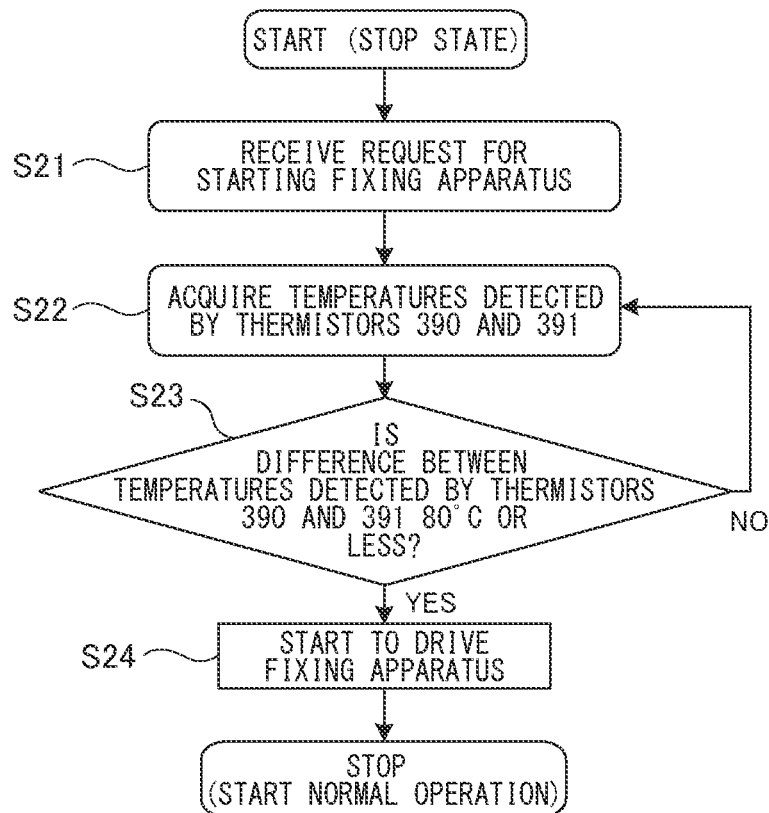 START (STOP STATE)
S21
RECEIVE REQUEST FOR
STARTING FIXING APPARATUS
S22
ACQUIRE TEMPERATURES DETECTED
BY THERMISTORS 390 AND 391
S23
IS
DIFFERENCE BETWEEN
TEMPERATURES DETECTED BY THERMISTORS
390 AND 391 80°C OR
LESS?
NO
YES
S24
START TO DRIVE
FIXING APPARATUS
STOP
(START NORMAL OPERATION)